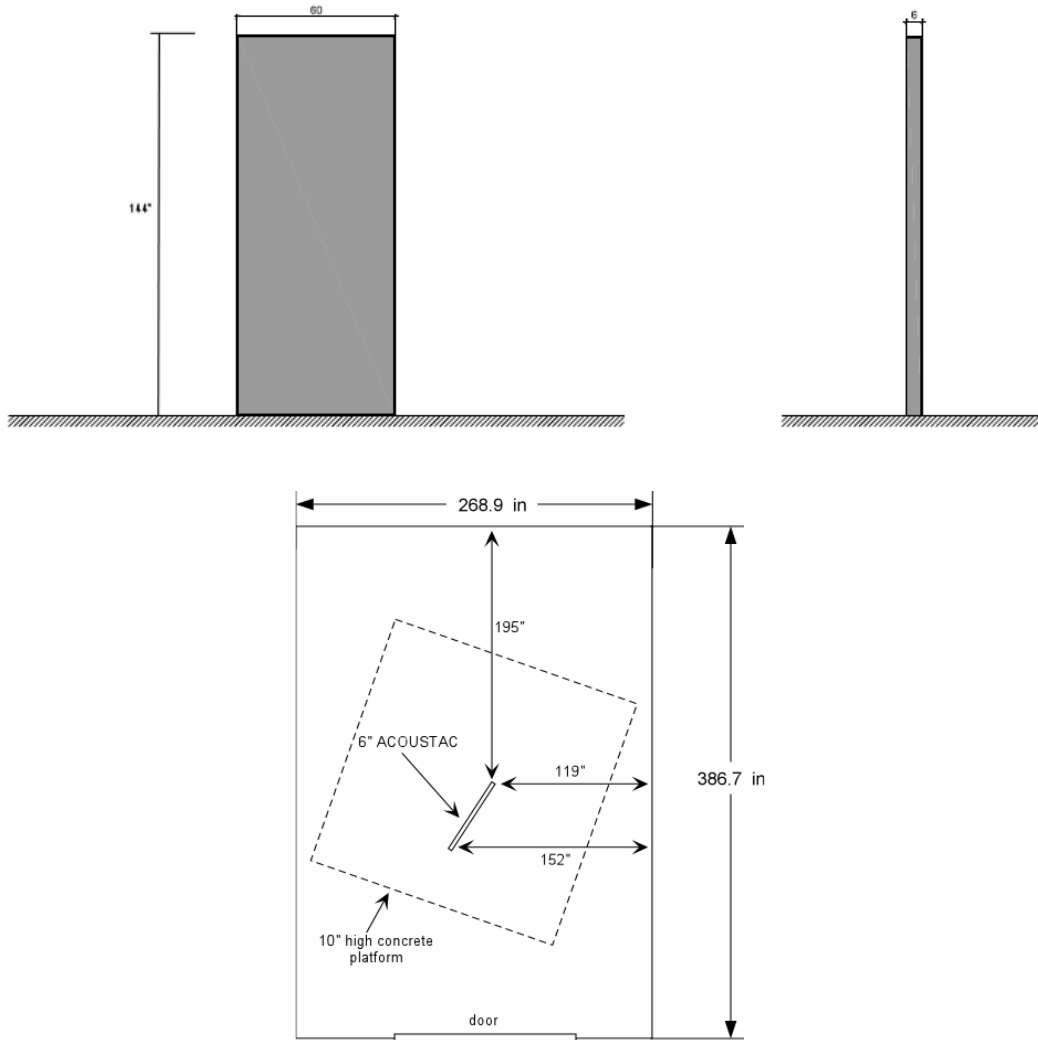 60
6
144"
268.9 in
195"
6" ACOUSTAC
119"
386.7 in
152"
10" high concrete
platform
door